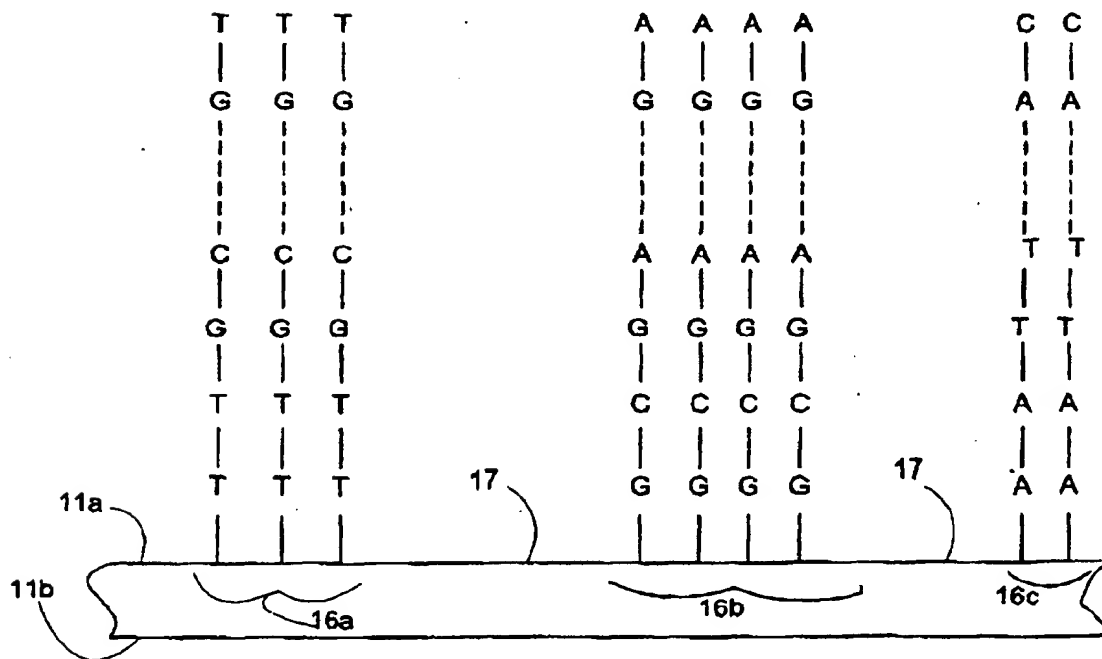 T T T A A A A C C
G G G G G G G A A
C C C A A A A T T
G G G G G G G T T
T T T C C C C A A
T T T G G G G A A
11a 17 17
11b 16a 16b 16c